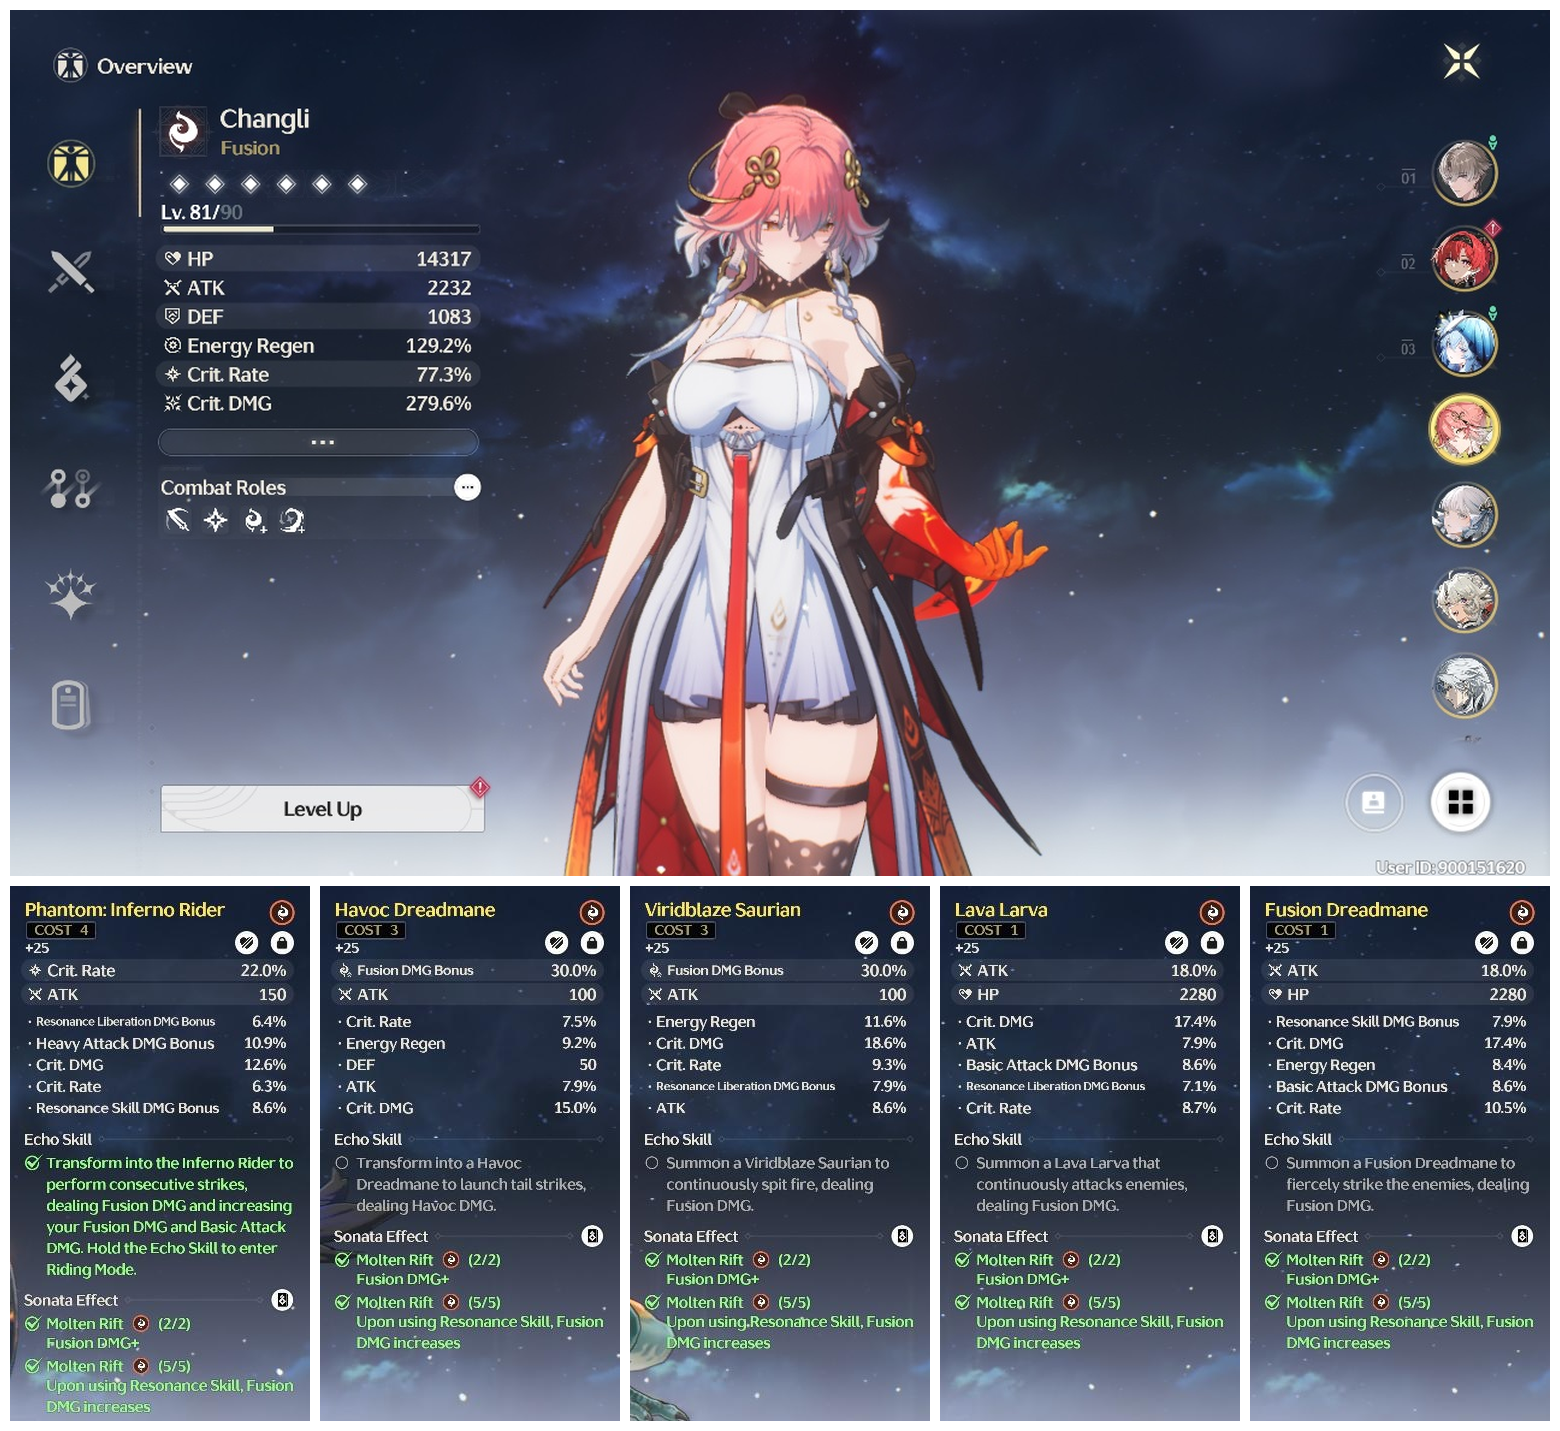 Overview
Changli
Fusion
Lv. 81/90
HP 14317
ATK 2232
DEF 1083
Energy Regen 129.2%
Crit. Rate 77.3%
Crit. DMG 279.6%
Combat Roles
Level Up
01
02
03
User ID: 900151620
Phantom: Inferno Rider
COST 4
+25
Crit. Rate 22.0%
ATK 150
· Resonance Liberation DMG Bonus 6.4%
· Heavy Attack DMG Bonus 10.9%
· Crit. DMG 12.6%
· Crit. Rate 6.3%
· Resonance Skill DMG Bonus 8.6%
Echo Skill
Transform into the Inferno Rider to
perform consecutive strikes,
dealing Fusion DMG and increasing
your Fusion DMG and Basic Attack
DMG. Hold the Echo Skill to enter
Riding Mode.
Sonata Effect
Molten Rift (2/2)
Fusion DMG+
Molten Rift (5/5)
Upon using Resonance Skill, Fusion
DMG increases
Havoc Dreadmane
COST 3
+25
Fusion DMG Bonus 30.0%
ATK 100
· Crit. Rate 7.5%
· Energy Regen 9.2%
· DEF 50
· ATK 7.9%
· Crit. DMG 15.0%
Echo Skill
Transform into a Havoc
Dreadmane to launch tail strikes,
dealing Havoc DMG.
Sonata Effect
Molten Rift (2/2)
Fusion DMG+
Molten Rift (5/5)
Upon using Resonance Skill, Fusion
DMG increases
Viridblaze Saurian
COST 3
+25
Fusion DMG Bonus 30.0%
ATK 100
· Energy Regen 11.6%
· Crit. DMG 18.6%
· Crit. Rate 9.3%
· Resonance Liberation DMG Bonus 7.9%
· ATK 8.6%
Echo Skill
Summon a Viridblaze Saurian to
continuously spit fire, dealing
Fusion DMG.
Sonata Effect
Molten Rift (2/2)
Fusion DMG+
Molten Rift (5/5)
Upon using Resonance Skill, Fusion
DMG increases
Lava Larva
COST 1
+25
ATK 18.0%
HP 2280
· Crit. DMG 17.4%
· ATK 7.9%
· Basic Attack DMG Bonus 8.6%
· Resonance Liberation DMG Bonus 7.1%
· Crit. Rate 8.7%
Echo Skill
Summon a Lava Larva that
continuously attacks enemies,
dealing Fusion DMG.
Sonata Effect
Molten Rift (2/2)
Fusion DMG+
Molten Rift (5/5)
Upon using Resonance Skill, Fusion
DMG increases
Fusion Dreadmane
COST 1
+25
ATK 18.0%
HP 2280
· Resonance Skill DMG Bonus 7.9%
· Crit. DMG 17.4%
· Energy Regen 8.4%
· Basic Attack DMG Bonus 8.6%
· Crit. Rate 10.5%
Echo Skill
Summon a Fusion Dreadmane to
fiercely strike the enemies, dealing
Fusion DMG.
Sonata Effect
Molten Rift (2/2)
Fusion DMG+
Molten Rift (5/5)
Upon using Resonance Skill, Fusion
DMG increases